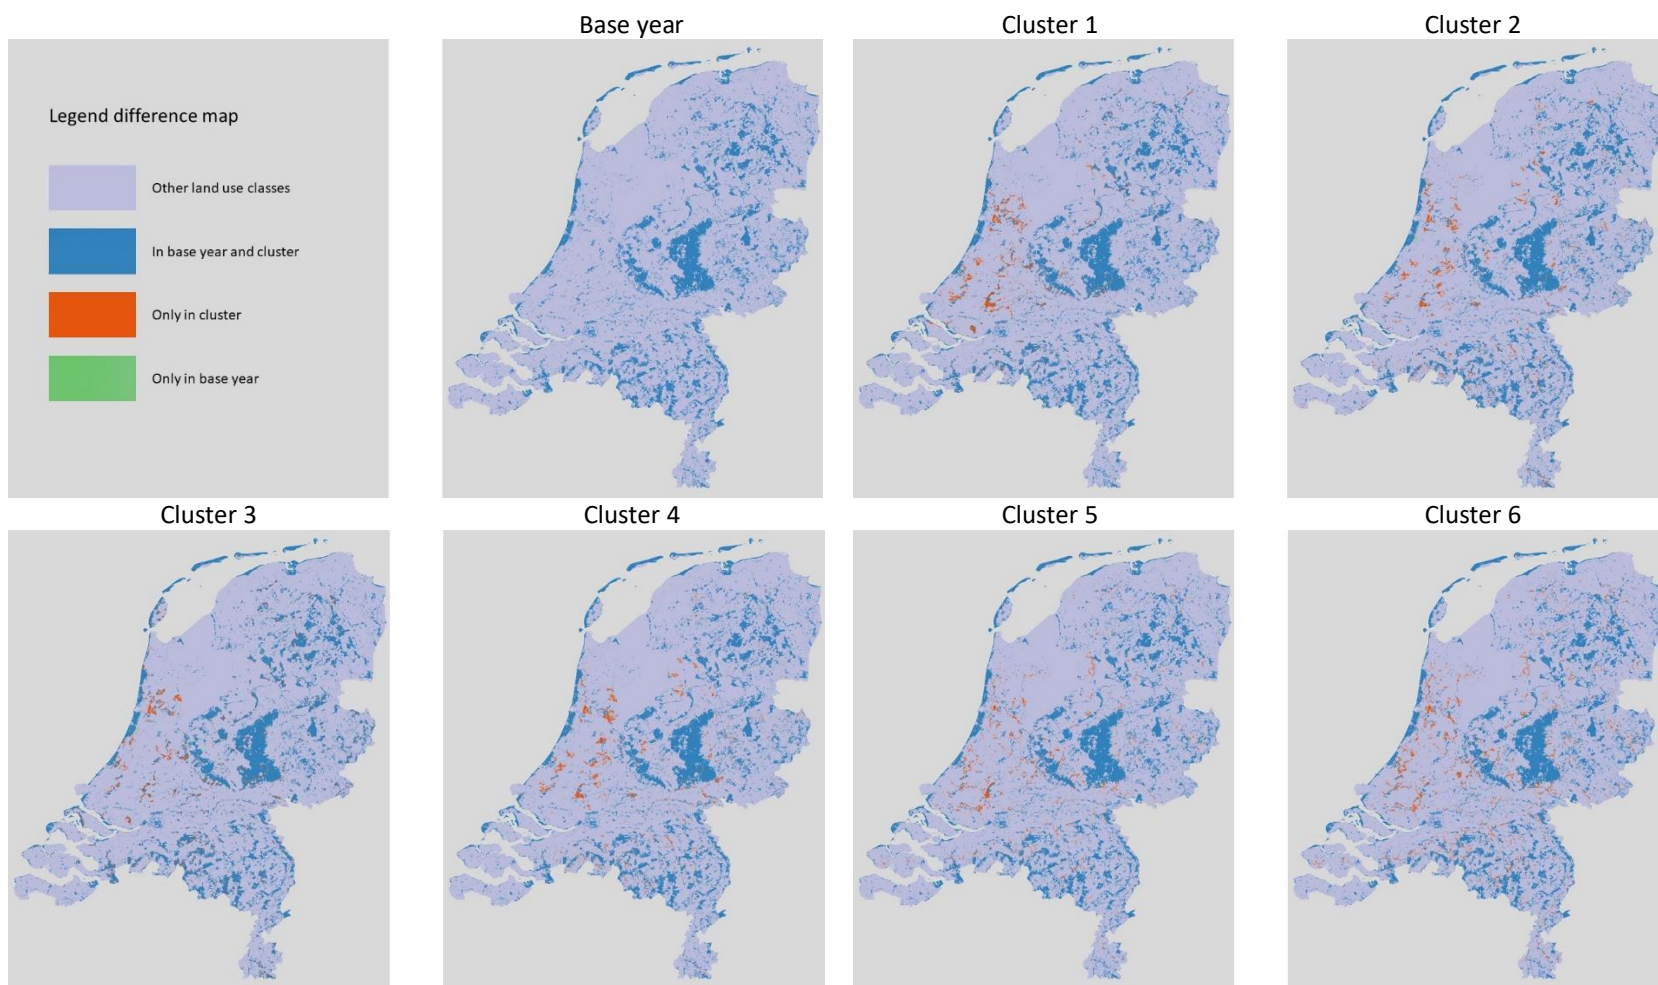 Base year
Cluster 1
Cluster 2
Legend difference map
Other land use classes
In base year and cluster
Only in cluster
Only in base year
Cluster 3
Cluster 4
Cluster 5
Cluster 6